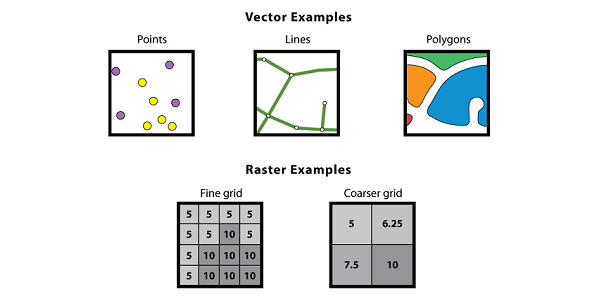 Vector Examples
Points Lines Polygons
Raster Examples
Fine grid Coarser grid
5 5 5 5
5 5 10 5
5 10 10 10
5 10 10 10
5 6.25
7.5 10